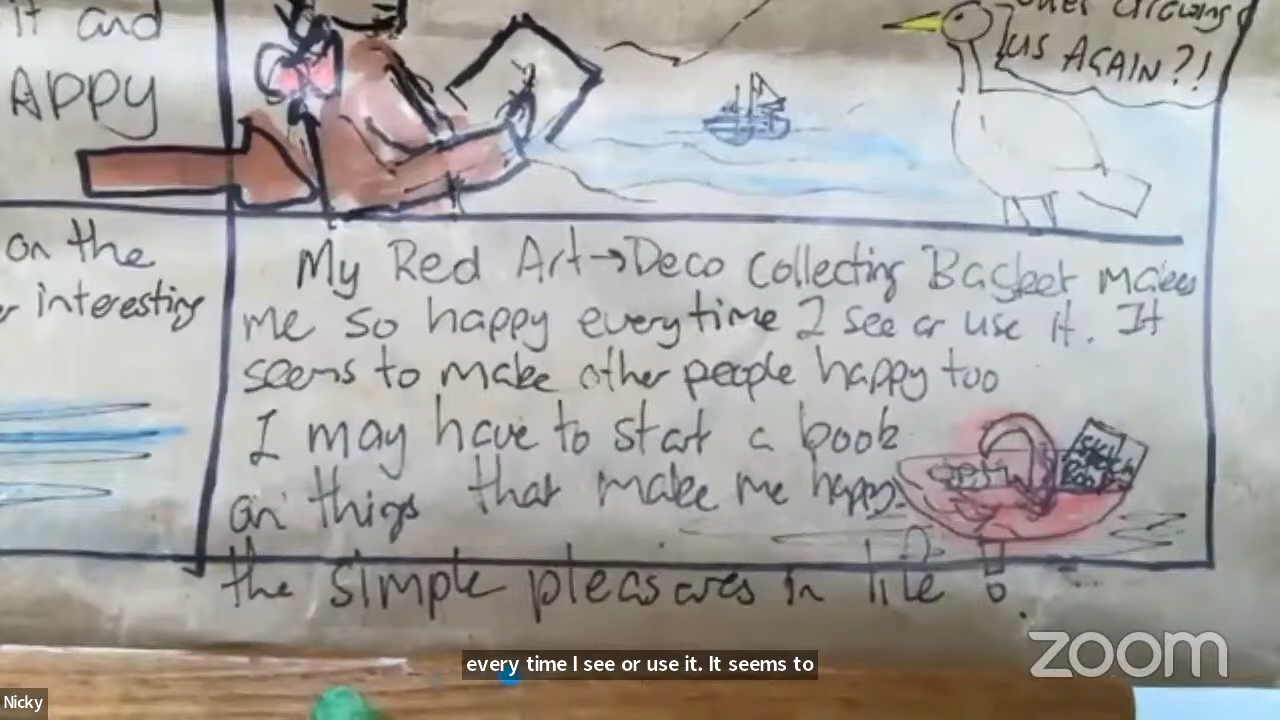 it and
HAPPY
US AGAIN?!
on the
interesting
My Red Art→Deco Collecting Basket makes
me so happy every time I see or use it. It
seems to make other people happy too
I may have to start a book
on things that make me happy.
Sketch
Book
the simple pleasures in life
zoom
every time I see or use it. It seems to
Nicky